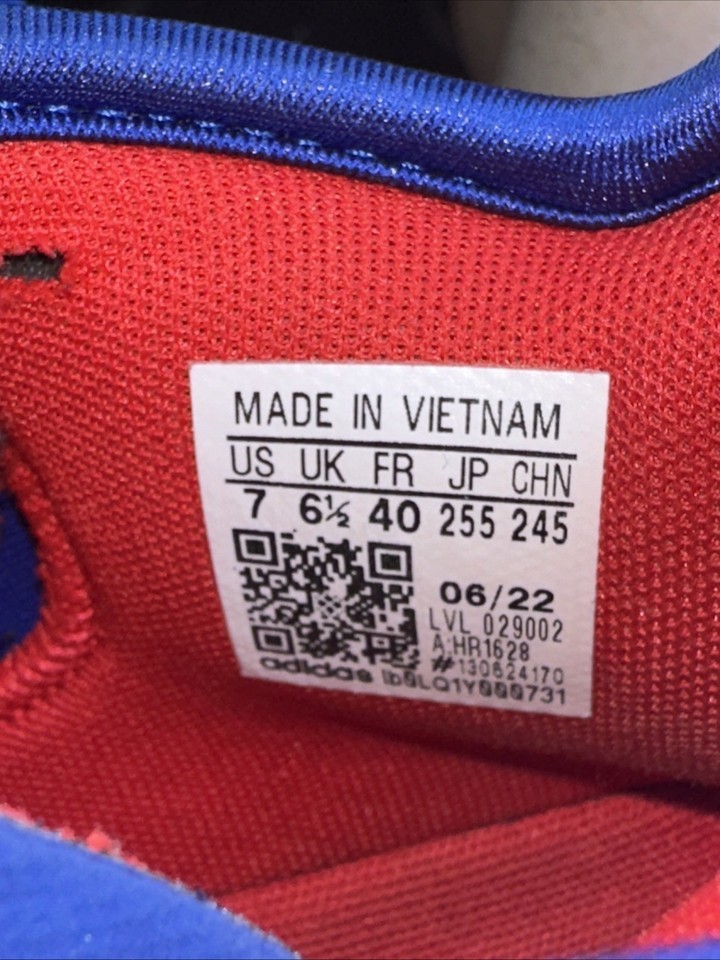 MADE IN VIETNAM
US UK FR JP CHN
7 6½ 40 255 245
06/22
LVL 029002
A:HR1628
#130624170
adidas lb0LQ1Y000731